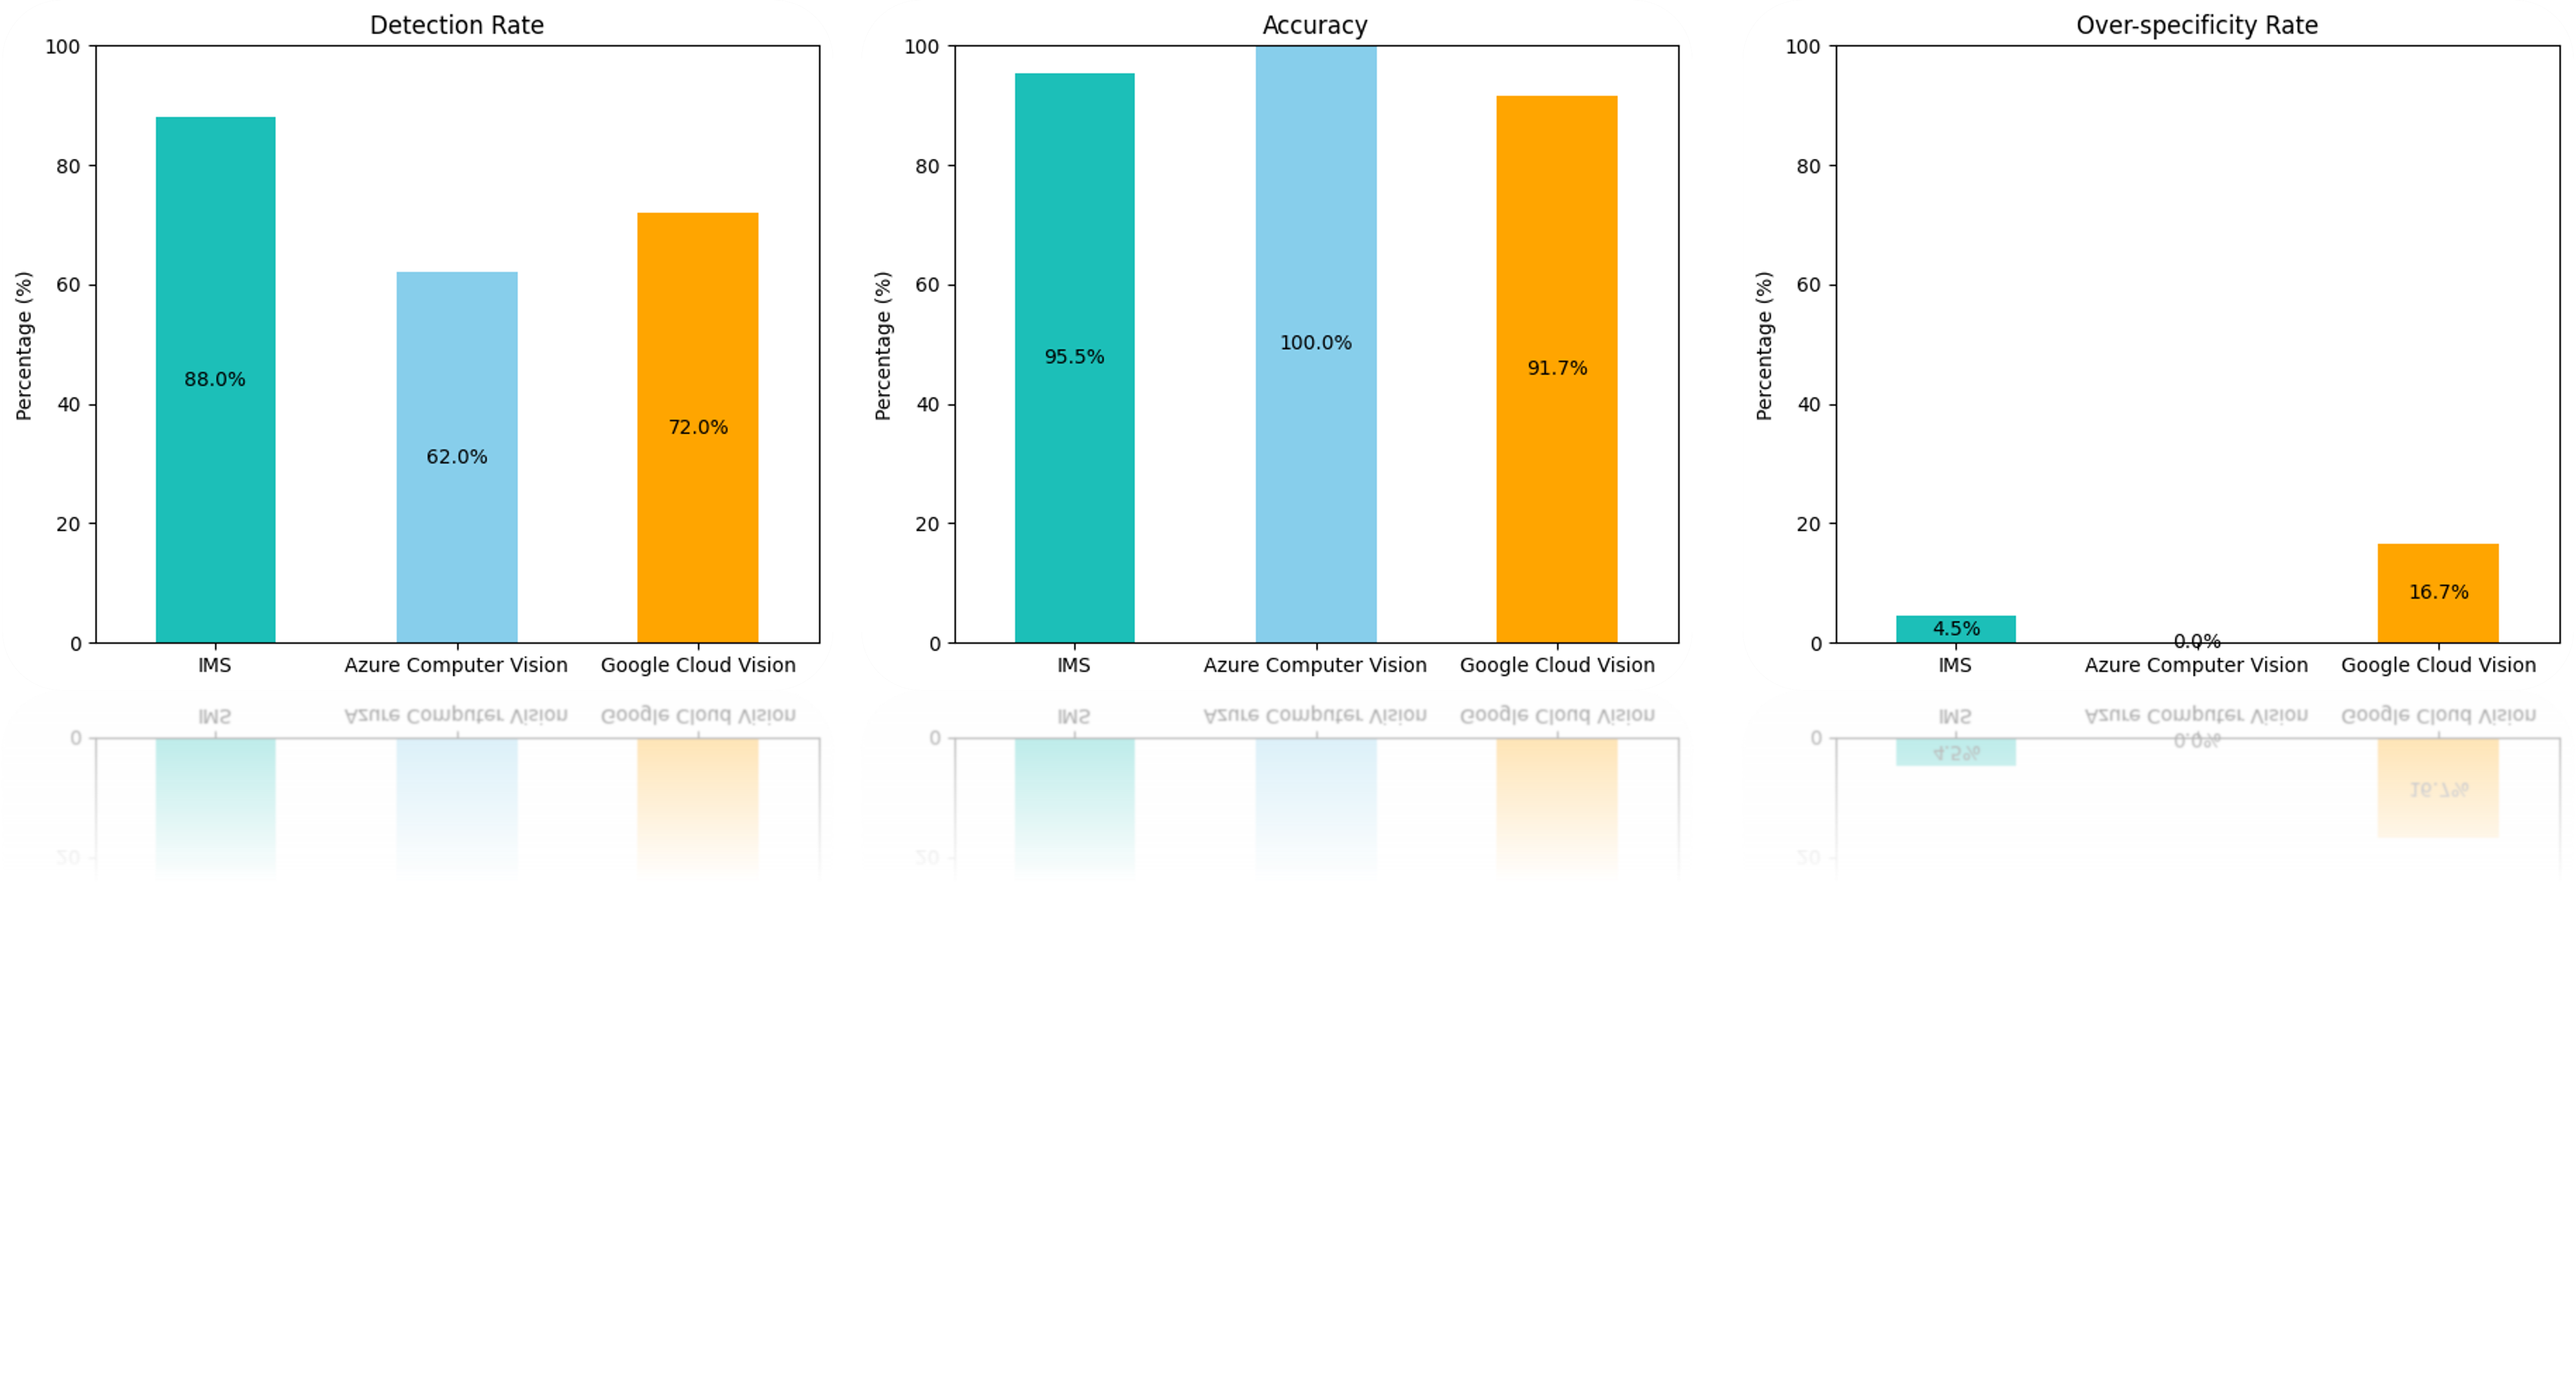 Detection Rate
Percentage (%)
100
80
60
40
20
0
88.0%
62.0%
72.0%
IMS
Azure Computer Vision
Google Cloud Vision
Accuracy
Percentage (%)
100
80
60
40
20
0
95.5%
100.0%
91.7%
IMS
Azure Computer Vision
Google Cloud Vision
Over-specificity Rate
Percentage (%)
100
80
60
40
20
0
4.5%
0.0%
16.7%
IMS
Azure Computer Vision
Google Cloud Vision